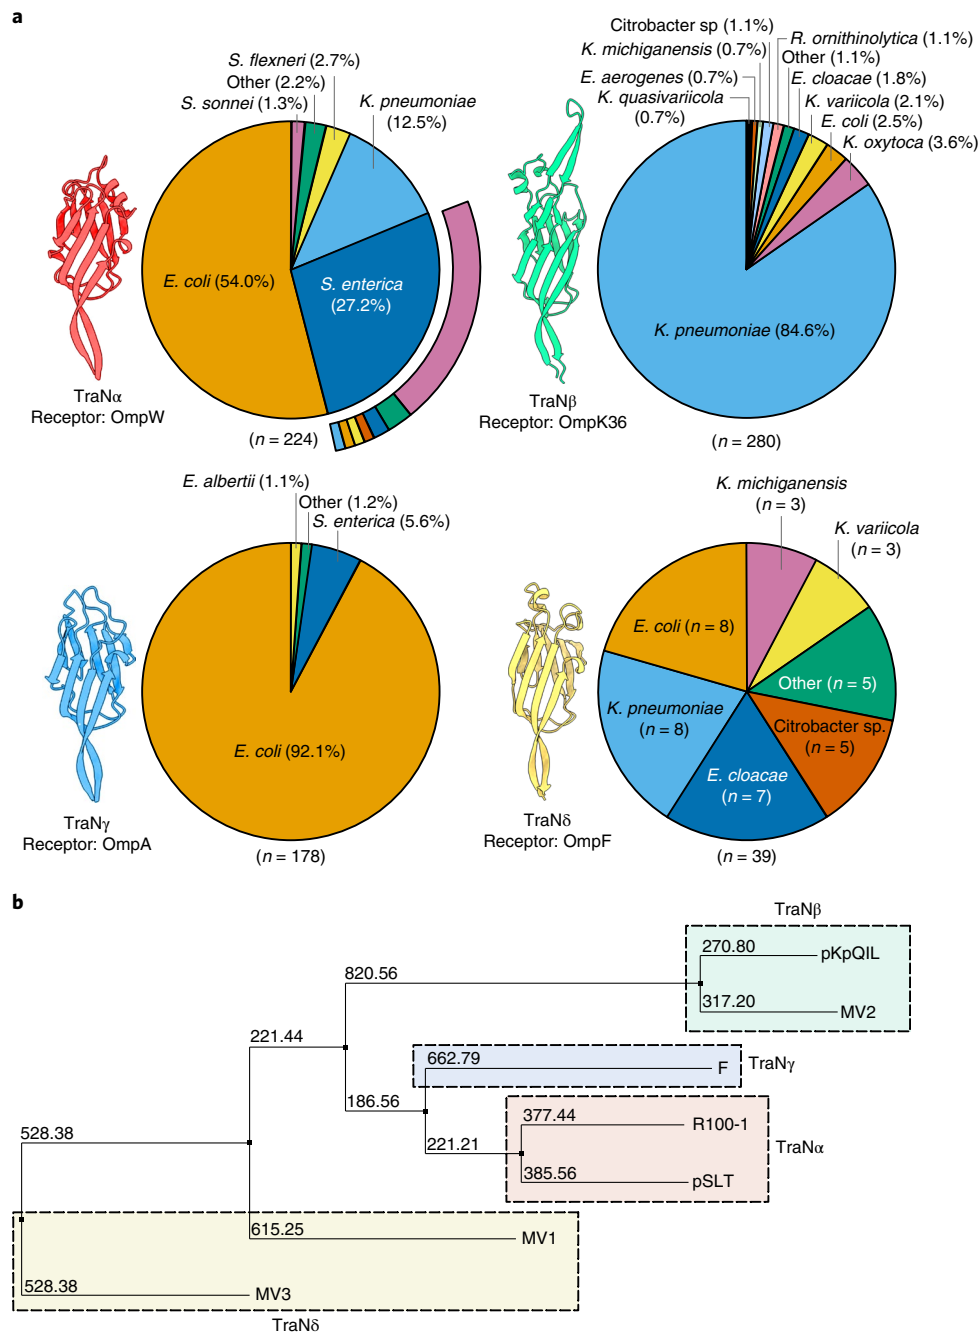 a
S. flexneri (2.7%)
Other (2.2%)
S. sonnei (1.3%)
K. pneumoniae
(12.5%)
E. coli (54.0%)
S. enterica
(27.2%)
TraNα
Receptor: OmpW
(n = 224)
Citrobacter sp (1.1%)
K. michiganensis (0.7%)
E. aerogenes (0.7%)
K. quasivariicola
(0.7%)
R. ornithinolytica (1.1%)
Other (1.1%)
E. cloacae (1.8%)
K. variicola (2.1%)
E. coli (2.5%)
K. oxytoca (3.6%)
K. pneumoniae (84.6%)
TraNβ
Receptor: OmpK36
(n = 280)
E. albertii (1.1%)
Other (1.2%)
S. enterica (5.6%)
E. coli (92.1%)
TraNγ
Receptor: OmpA
(n = 178)
K. michiganensis
(n = 3)
K. variicola
(n = 3)
E. coli (n = 8)
Other (n = 5)
K. pneumoniae
(n = 8)
Citrobacter sp.
(n = 5)
E. cloacae
(n = 7)
TraNδ
Receptor: OmpF
(n = 39)
b
TraNβ
270.80
pKpQIL
820.56
317.20
MV2
221.44
662.79
F
TraNγ
186.56
377.44
R100-1
528.38
221.21
TraNα
385.56
pSLT
615.25
MV1
528.38
MV3
TraNδ